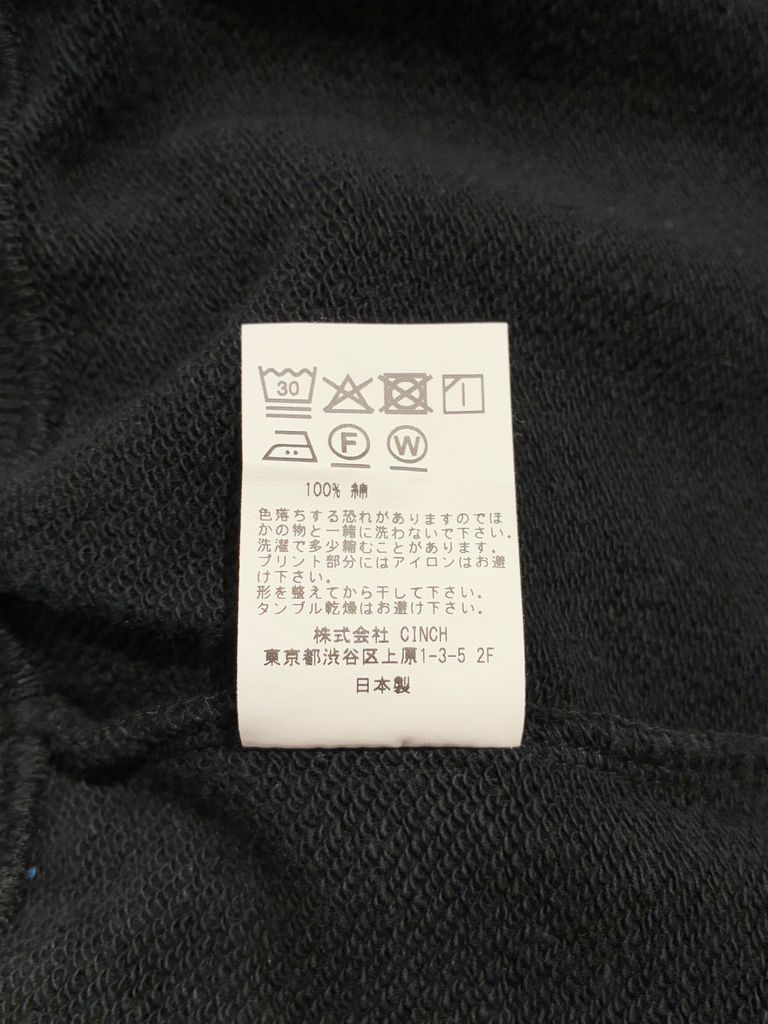 30
F W
100% 綿
色落ちする恐れがありますのでほ
かの物と一緒に洗わないで下さい。
洗濯で多少縮むことがあります。
プリント部分にはアイロンはお避
け下さい。
形を整えてから干して下さい。
タンブル乾燥はお避け下さい。
株式会社 CINCH
東京都渋谷区上原1-3-5 2F
日本製